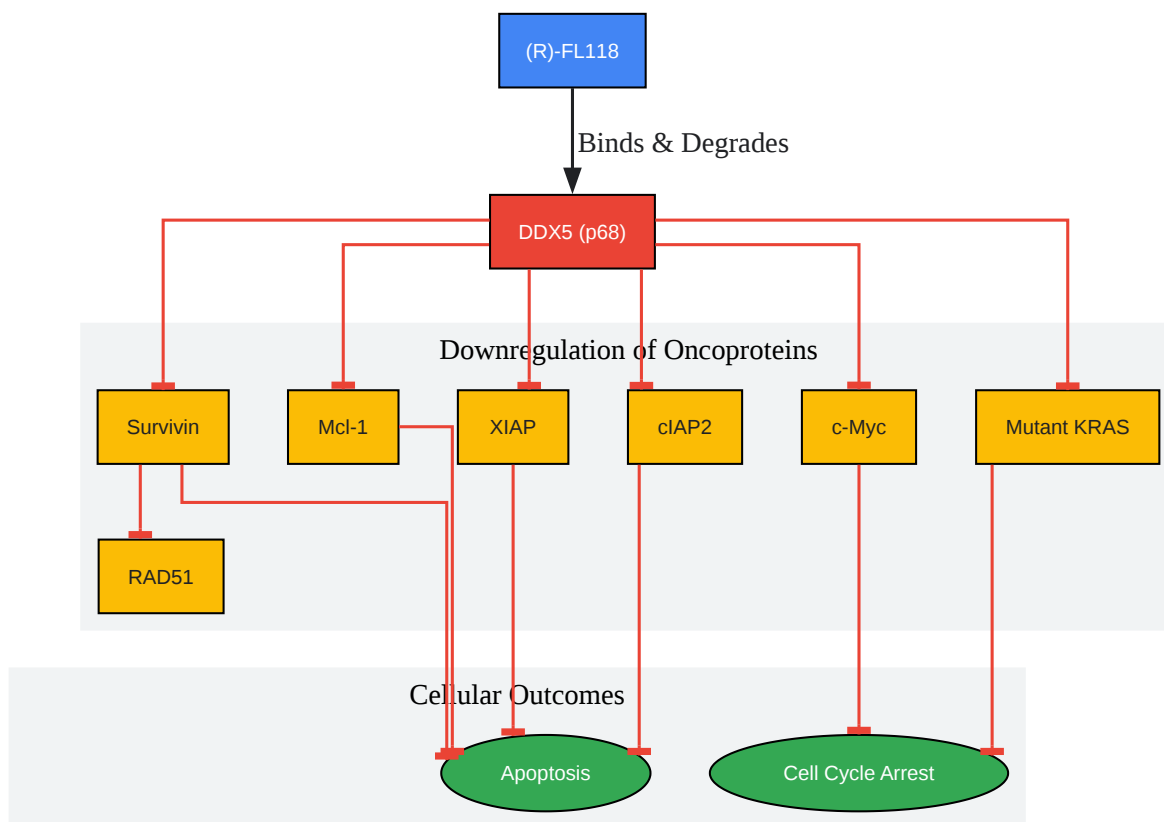 (R)-FL118
Binds & Degrades
DDX5 (p68)
Downregulation of Oncoproteins
Survivin
Mcl-1
XIAP
cIAP2
c-Myc
Mutant KRAS
RAD51
Cellular Outcomes
Apoptosis
Cell Cycle Arrest